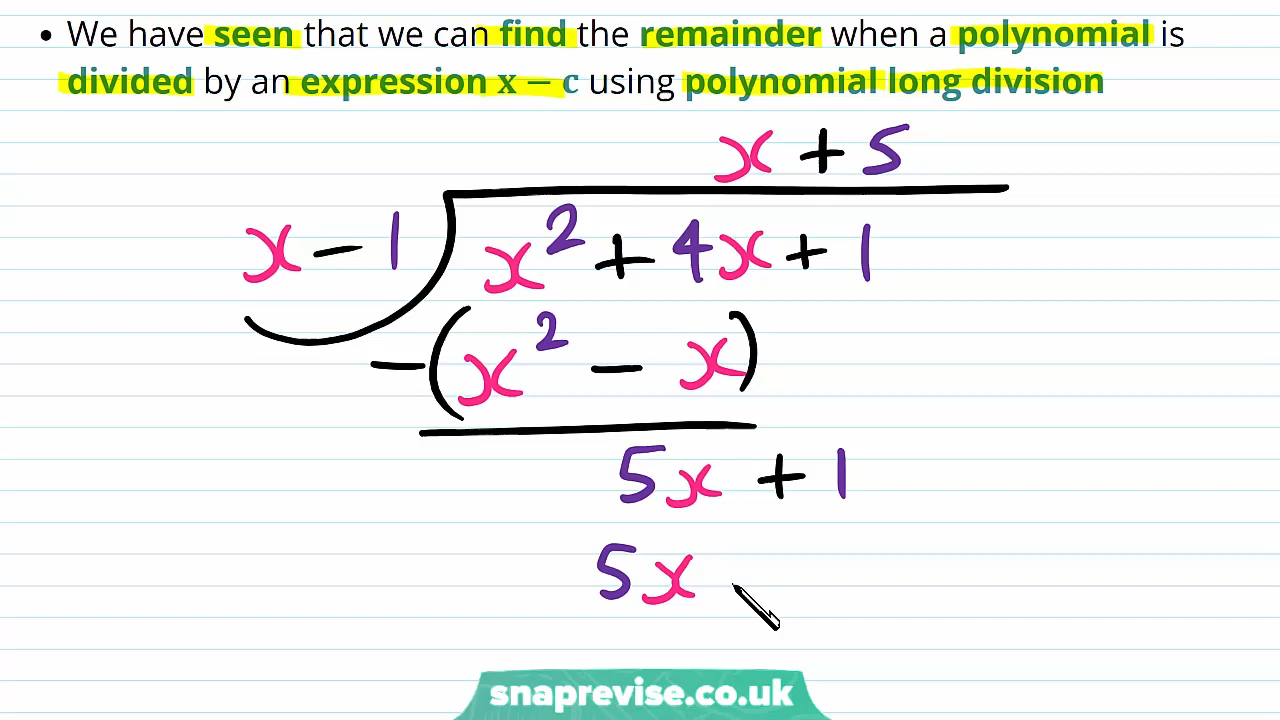 • We have seen that we can find the remainder when a polynomial is
divided by an expression x − c using polynomial long division
x + 5
x − 1 x² + 4x + 1
−(x² − x)
5x + 1
5x
snaprevise.co.uk